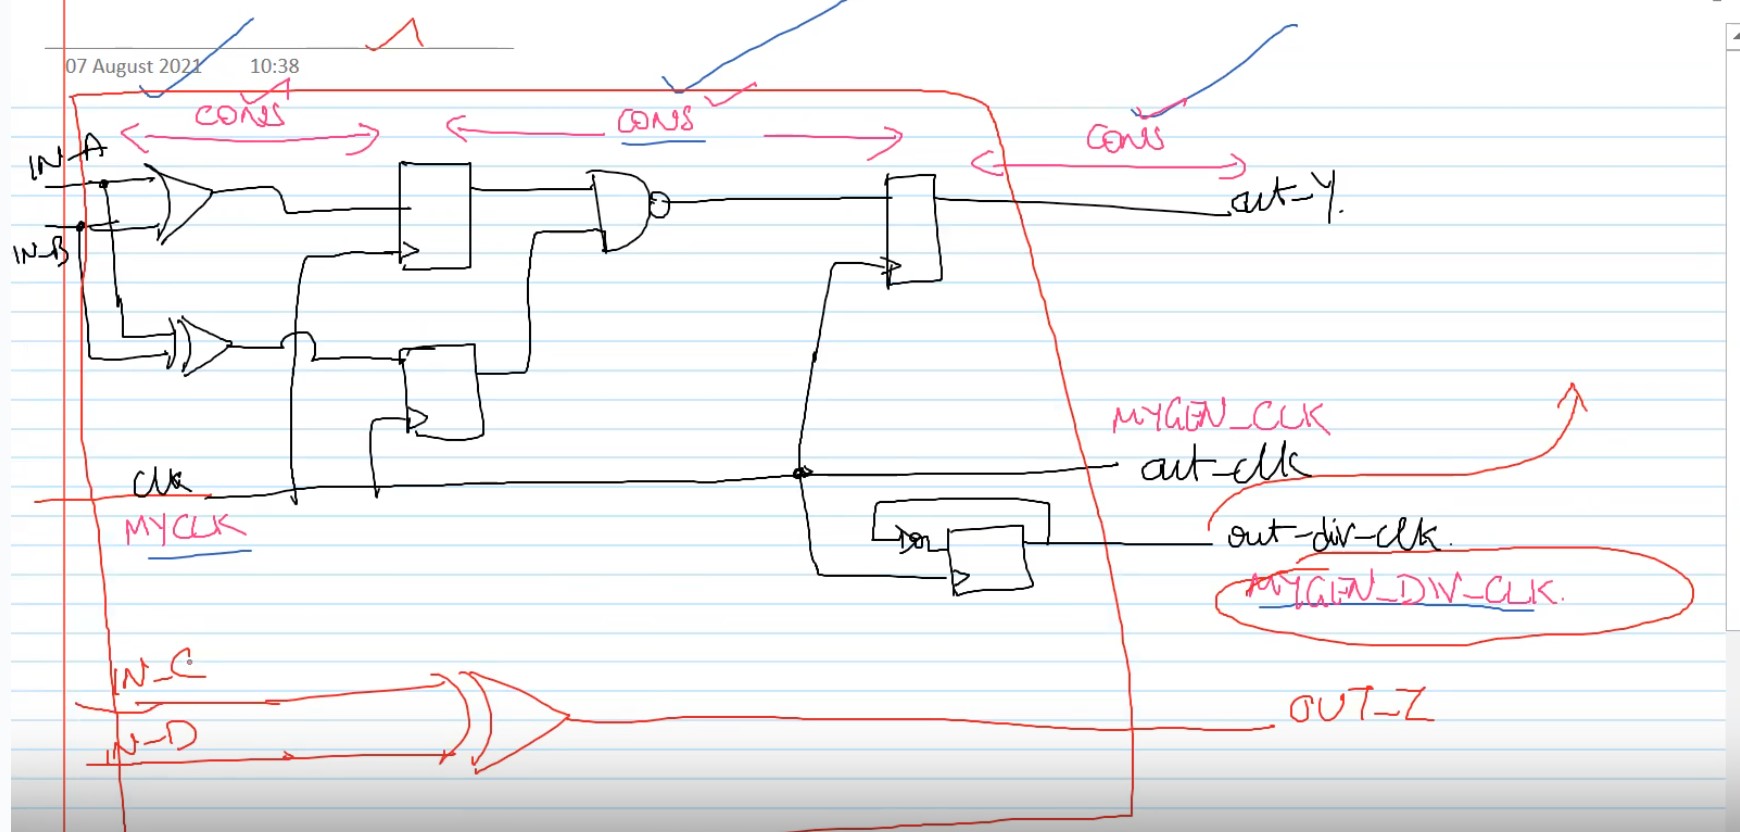 07 August 2021 10:38
CONS
CONS
CONS
IN-A
out-Y.
IN-B
MYGEN_CLK
out-clk
clk
MYCLK
out-div-clk.
MYGEN_DIV_CLK.
IN_C
OUT-Z
IN-D